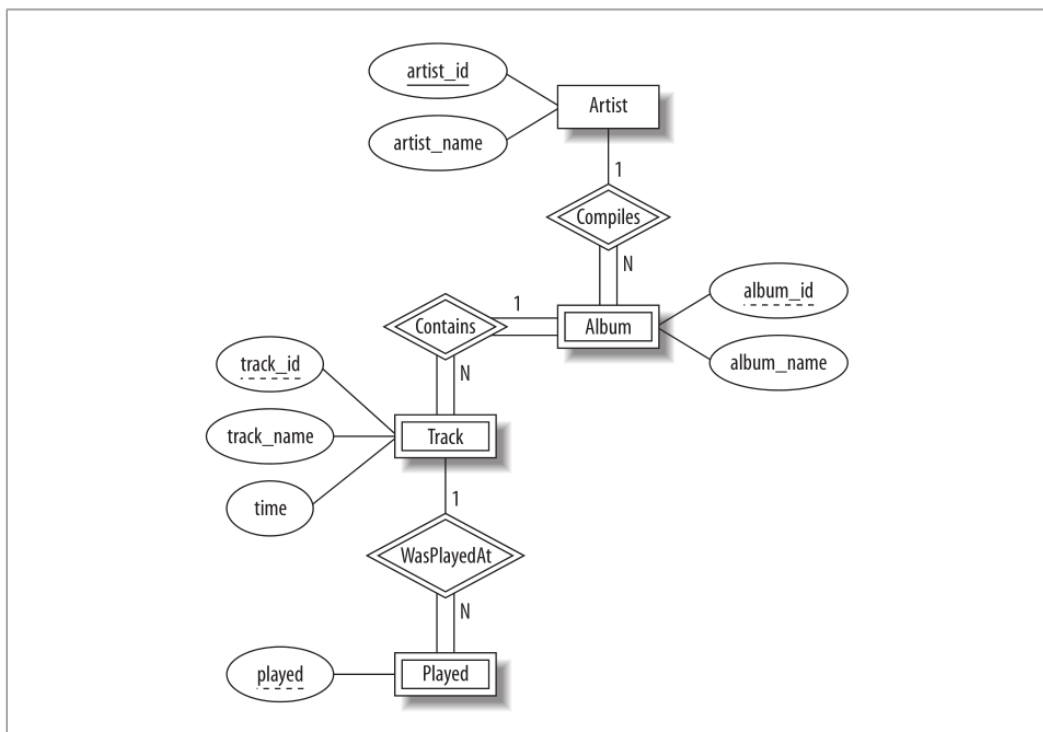 artist_id
Artist
artist_name
1
Compiles
N
album_id
1
Contains
Album
track_id
N
album_name
track_name
Track
time
1
WasPlayedAt
N
played
Played